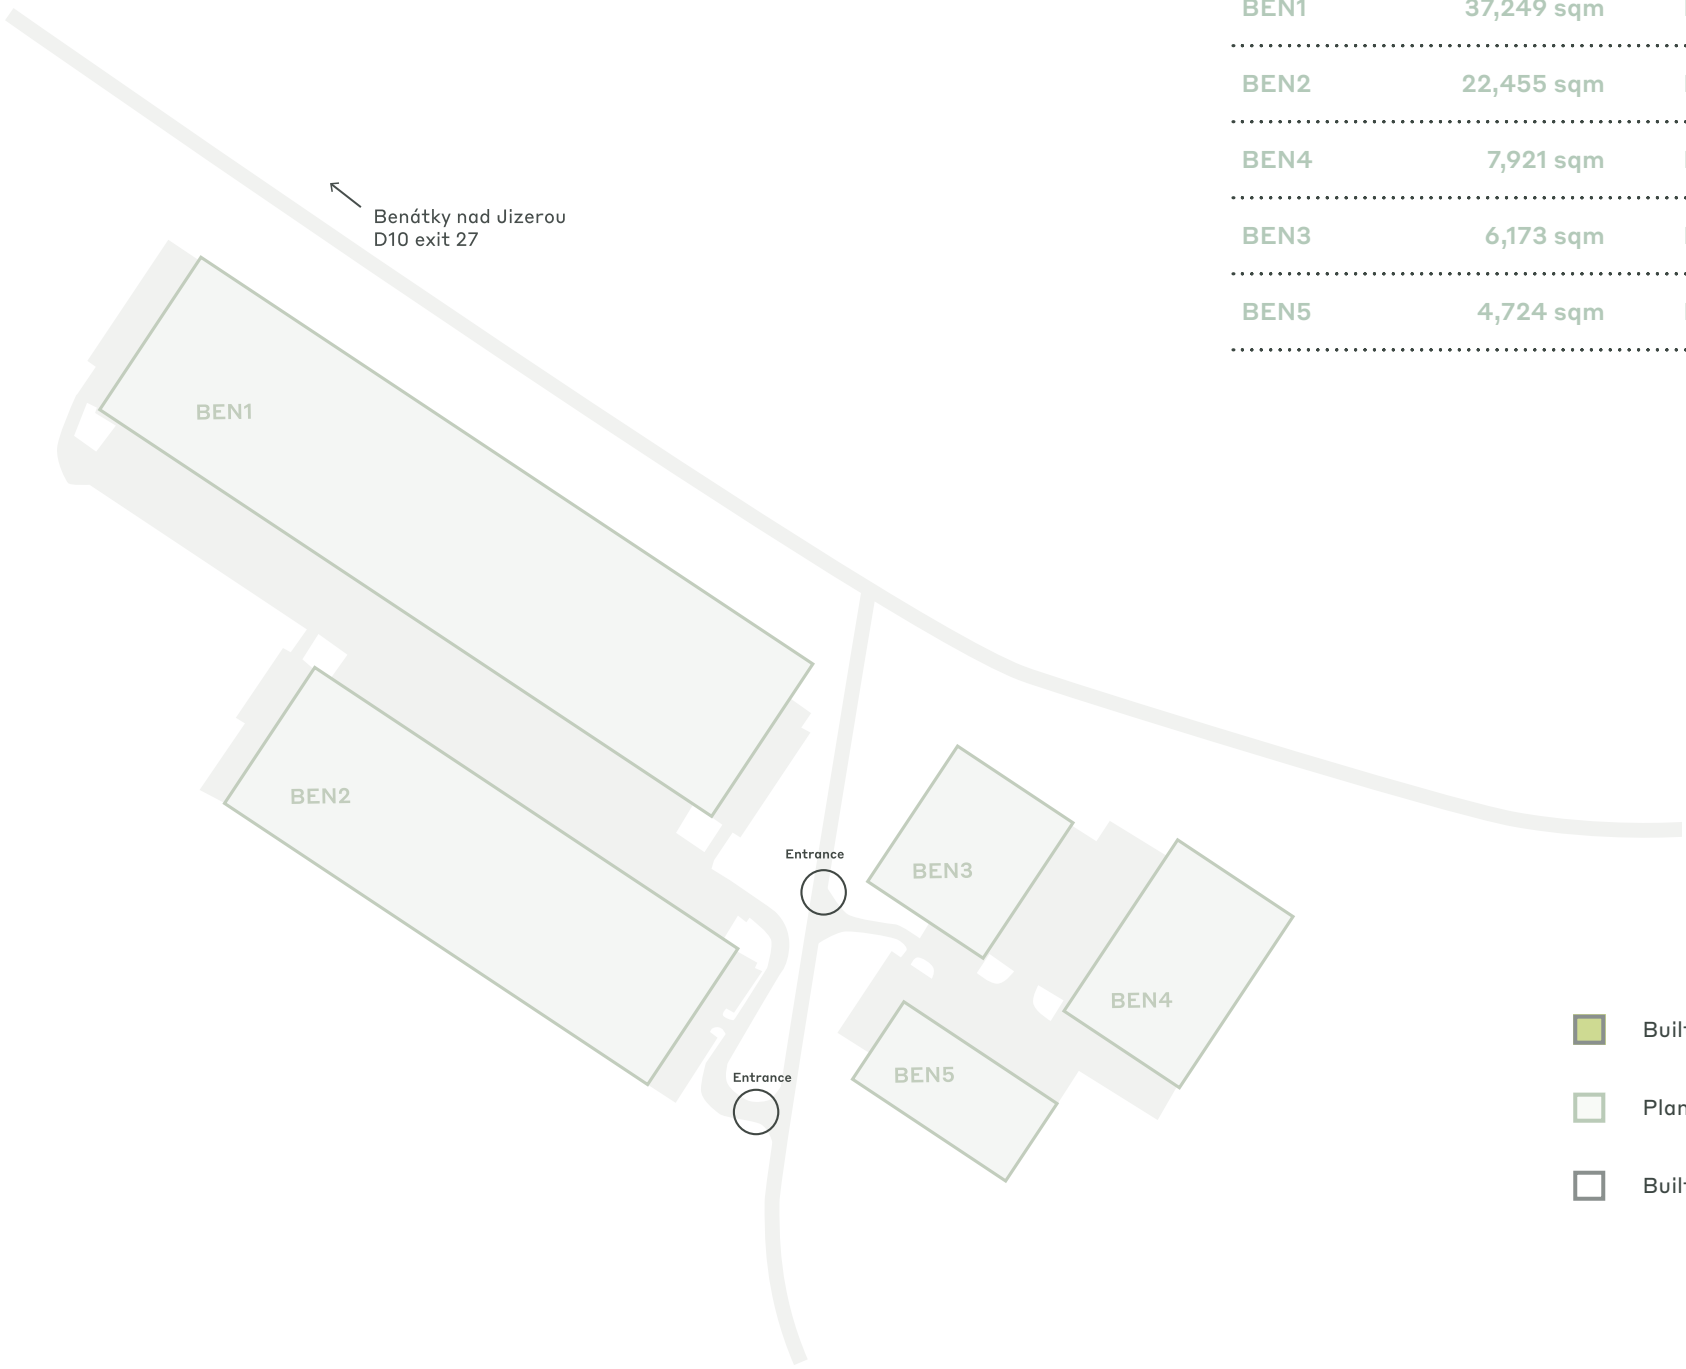 BEN1 37,249 sqm
BEN2 22,455 sqm
BEN4 7,921 sqm
BEN3 6,173 sqm
BEN5 4,724 sqm
Benátky nad Jizerou
D10 exit 27
BEN1
BEN2
Entrance
BEN3
BEN4
BEN5
Entrance